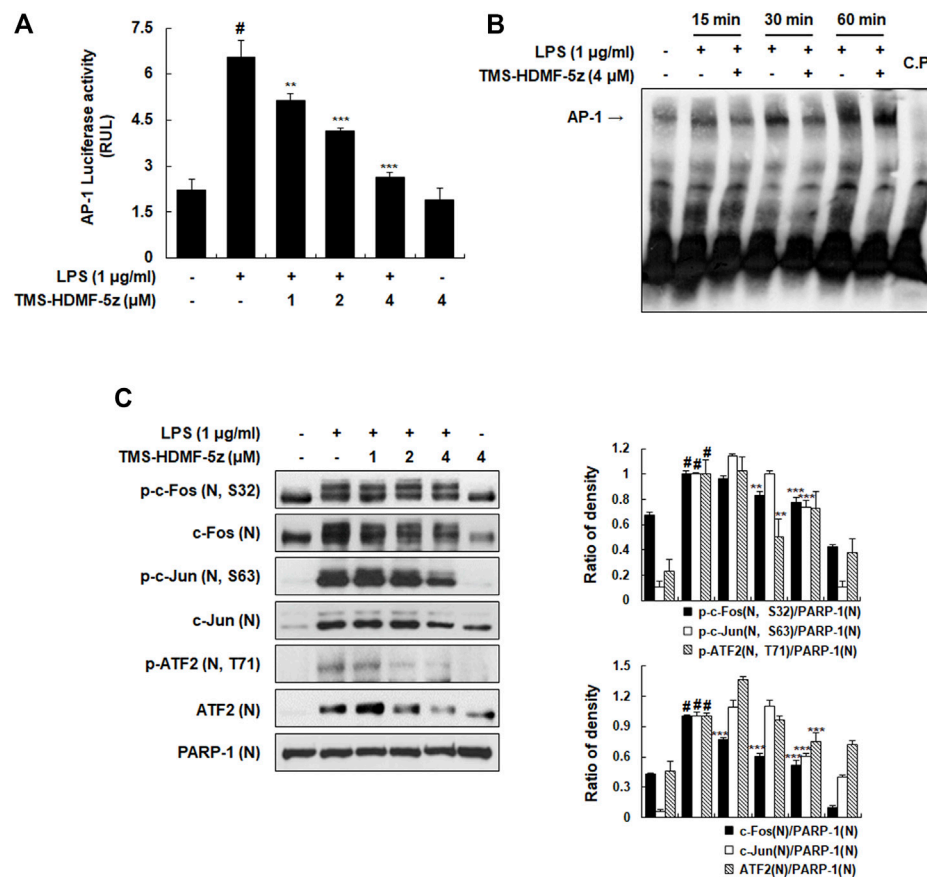 A
7.5
6
4.5
3
1.5
0
AP-1 Luciferase activity
(RUL)
#
**
***
***
LPS (1 µg/ml) - + + + + -
TMS-HDMF-5z (µM) - - 1 2 4 4
B
15 min 30 min 60 min
LPS (1 µg/ml) - + + + + + +
TMS-HDMF-5z (4 µM) - - + - + - +
C.P
AP-1 →
C
LPS (1 µg/ml) - + + + + -
TMS-HDMF-5z (µM) - - 1 2 4 4
p-c-Fos (N, S32)
c-Fos (N)
p-c-Jun (N, S63)
c-Jun (N)
p-ATF2 (N, T71)
ATF2 (N)
PARP-1 (N)
Ratio of density
1.2
1
0.8
0.6
0.4
0.2
0
# # #
** ** *** ***
p-c-Fos(N, S32)/PARP-1(N)
p-c-Jun(N, S63)/PARP-1(N)
p-ATF2(N, T71)/PARP-1(N)
Ratio of density
1.5
1.2
0.9
0.6
0.3
0
# # #
*** *** *** *** ***
c-Fos(N)/PARP-1(N)
c-Jun(N)/PARP-1(N)
ATF2(N)/PARP-1(N)